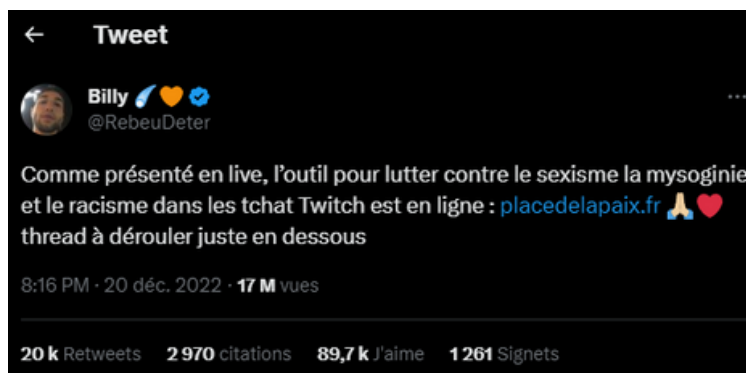 ← Tweet
Billy ☄️🧡
@RebeuDeter
...
Comme présenté en live, l’outil pour lutter contre le sexisme la mysoginie
et le racisme dans les tchat Twitch est en ligne : placedelapaix.fr 🙏🏻❤️
thread à dérouler juste en dessous
8:16 PM · 20 déc. 2022 · 17 M vues
20 k Retweets 2 970 citations 89,7 k J'aime 1 261 Signets